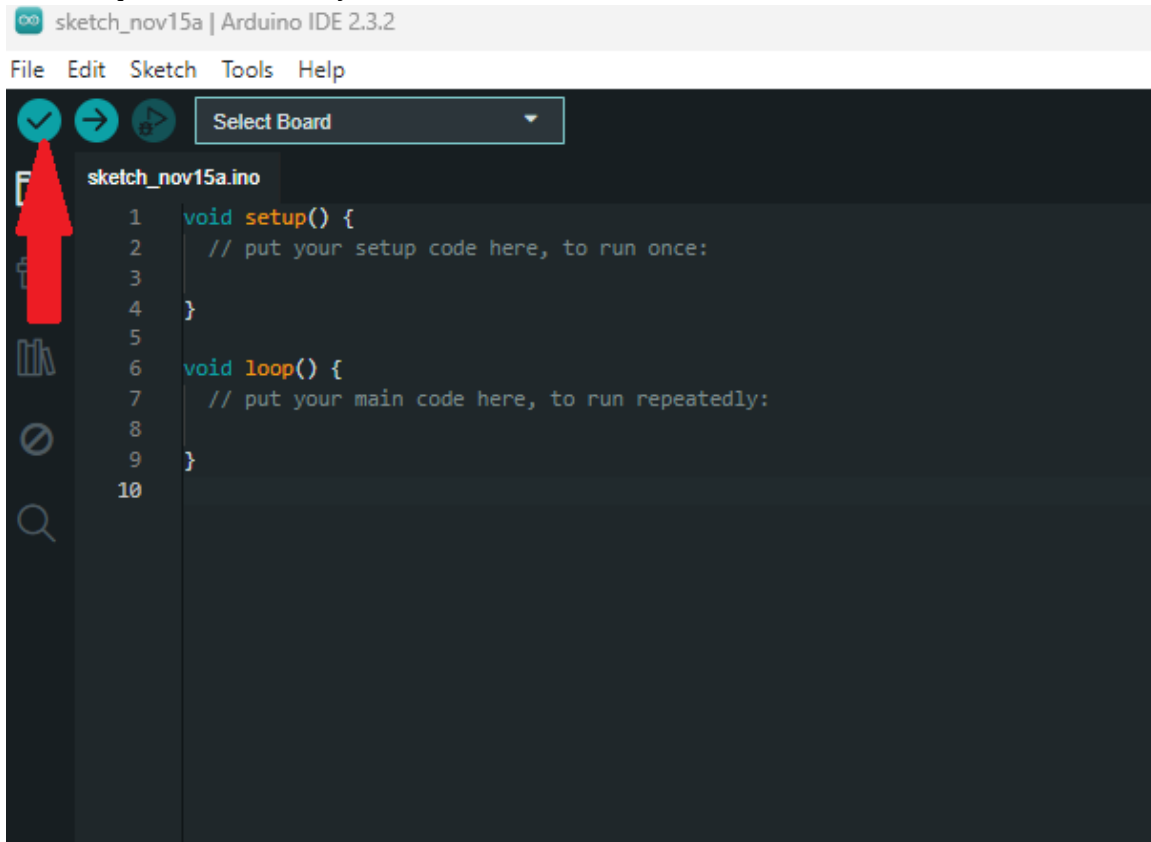 sketch_nov15a | Arduino IDE 2.3.2
File Edit Sketch Tools Help
Select Board
sketch_nov15a.ino
1 void setup() {
2 // put your setup code here, to run once:
3
4 }
5
6 void loop() {
7 // put your main code here, to run repeatedly:
8
9 }
10